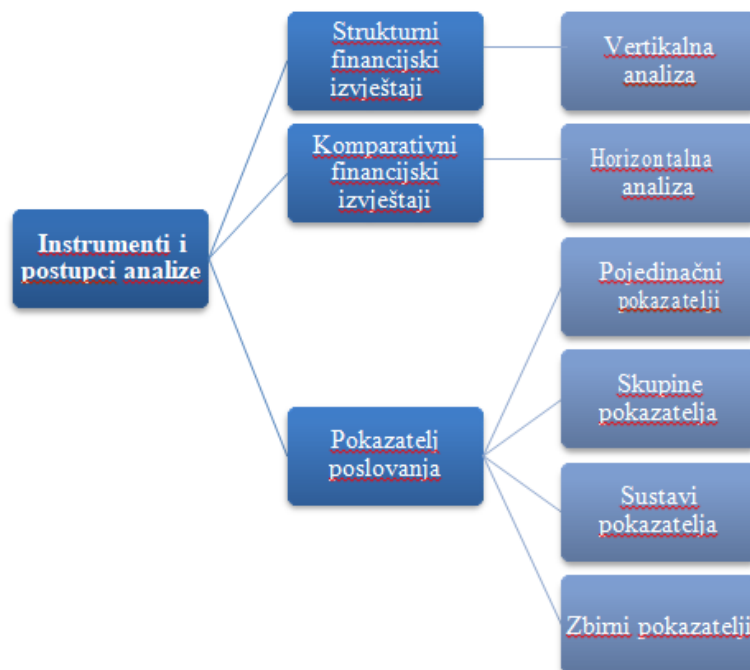 Instrumenti i
postupci analize
Strukturni
financijski
izvještaji
Vertikalna
analiza
Komparativni
financijski
izvještaji
Horizontalna
analiza
Pokazatelj
poslovanja
Pojedinačni
pokazatelji
Skupine
pokazatelja
Sustavi
pokazatelja
Zbirni pokazatelji